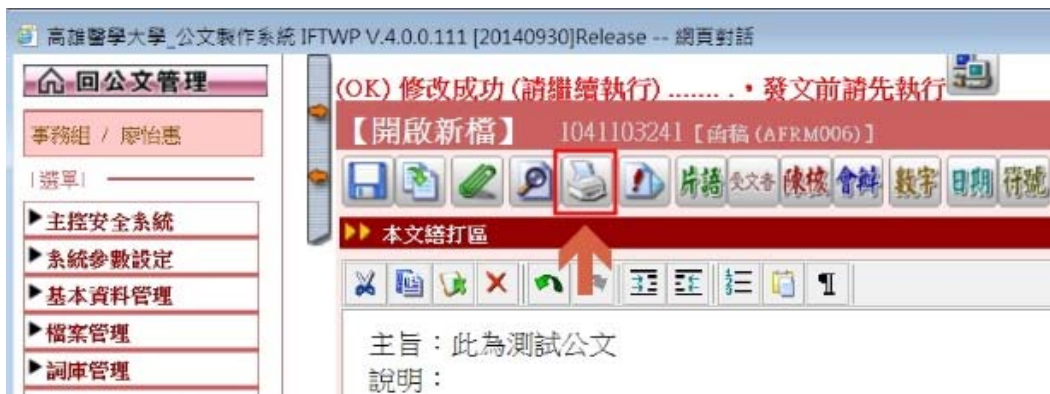 高雄醫學大學_公文製作系統 IFTWP V.4.0.0.111 [20140930]Release -- 網頁對話
回公文管理
事務組 / 廖怡惠
|選單|
主控安全系統
系統參數設定
基本資料管理
檔案管理
詞庫管理
(OK) 修改成功 (請繼續執行) ....... .・發文前請先執行
【開啟新檔】 1041103241 [函稿 (AFRM006)]
片語 受文者 陳核 會辦 數字 日期 符號
本文繕打區
主旨：此為測試公文
說明：